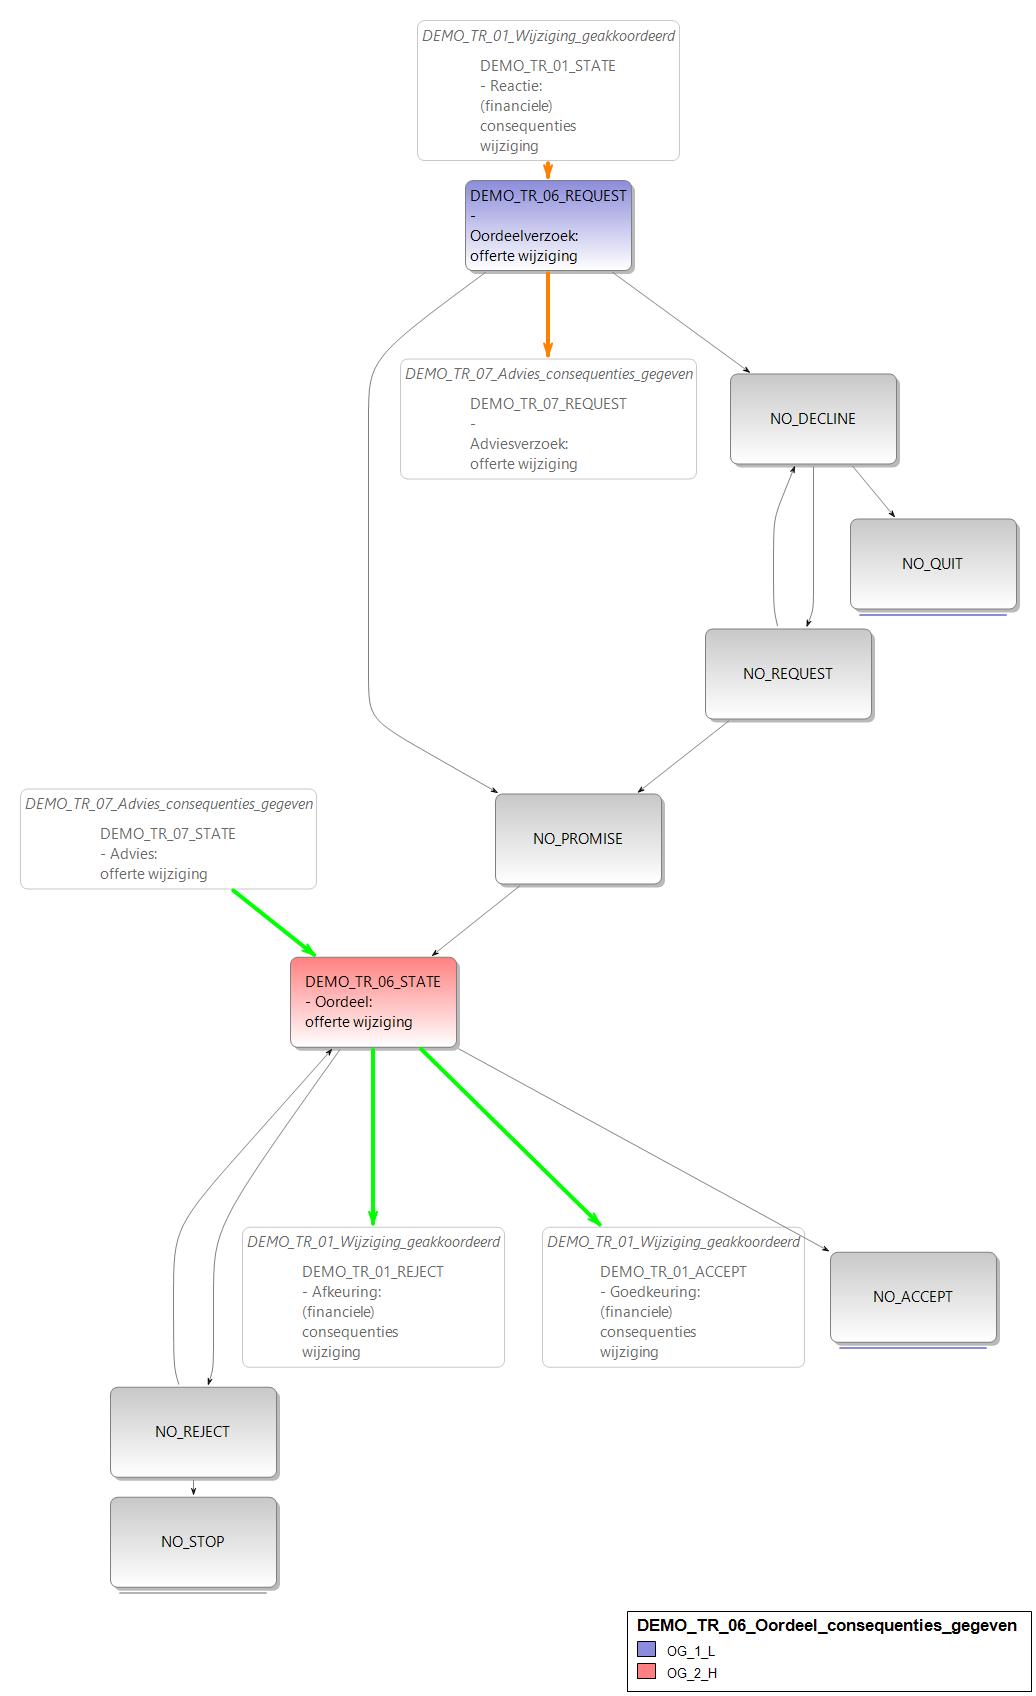 DEMO_TR_01_Wijziging_geakkoordeerd
DEMO_TR_01_STATE
- Reactie:
(financiele)
consequenties
wijziging
DEMO_TR_06_REQUEST
-
Oordeelverzoek:
offerte wijziging
DEMO_TR_07_Advies_consequenties_gegeven
DEMO_TR_07_REQUEST
-
Adviesverzoek:
offerte wijziging
NO_DECLINE
NO_QUIT
NO_REQUEST
NO_PROMISE
DEMO_TR_07_Advies_consequenties_gegeven
DEMO_TR_07_STATE
- Advies:
offerte wijziging
DEMO_TR_06_STATE
- Oordeel:
offerte wijziging
DEMO_TR_01_Wijziging_geakkoordeerd
DEMO_TR_01_REJECT
- Afkeuring:
(financiele)
consequenties
wijziging
DEMO_TR_01_Wijziging_geakkoordeerd
DEMO_TR_01_ACCEPT
- Goedkeuring:
(financiele)
consequenties
wijziging
NO_ACCEPT
NO_REJECT
NO_STOP
DEMO_TR_06_Oordeel_consequenties_gegeven
OG_1_L
OG_2_H